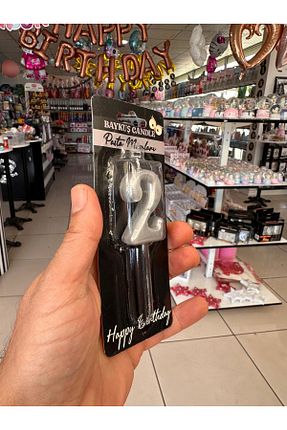 HAPPY
BIRTHDAY
BAYKUŞ CANDLE
Pasta Mumları
2
Happy Birthday